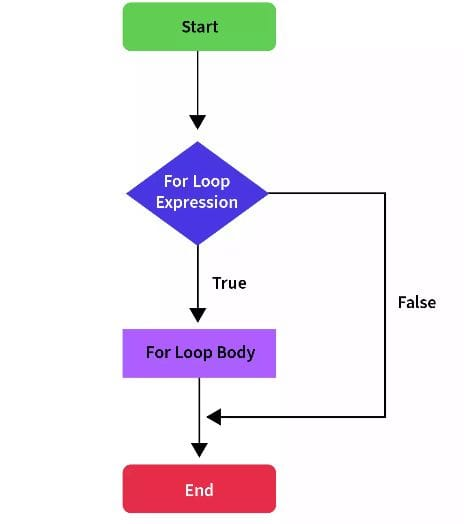 Start
For Loop
Expression
True
False
For Loop Body
End